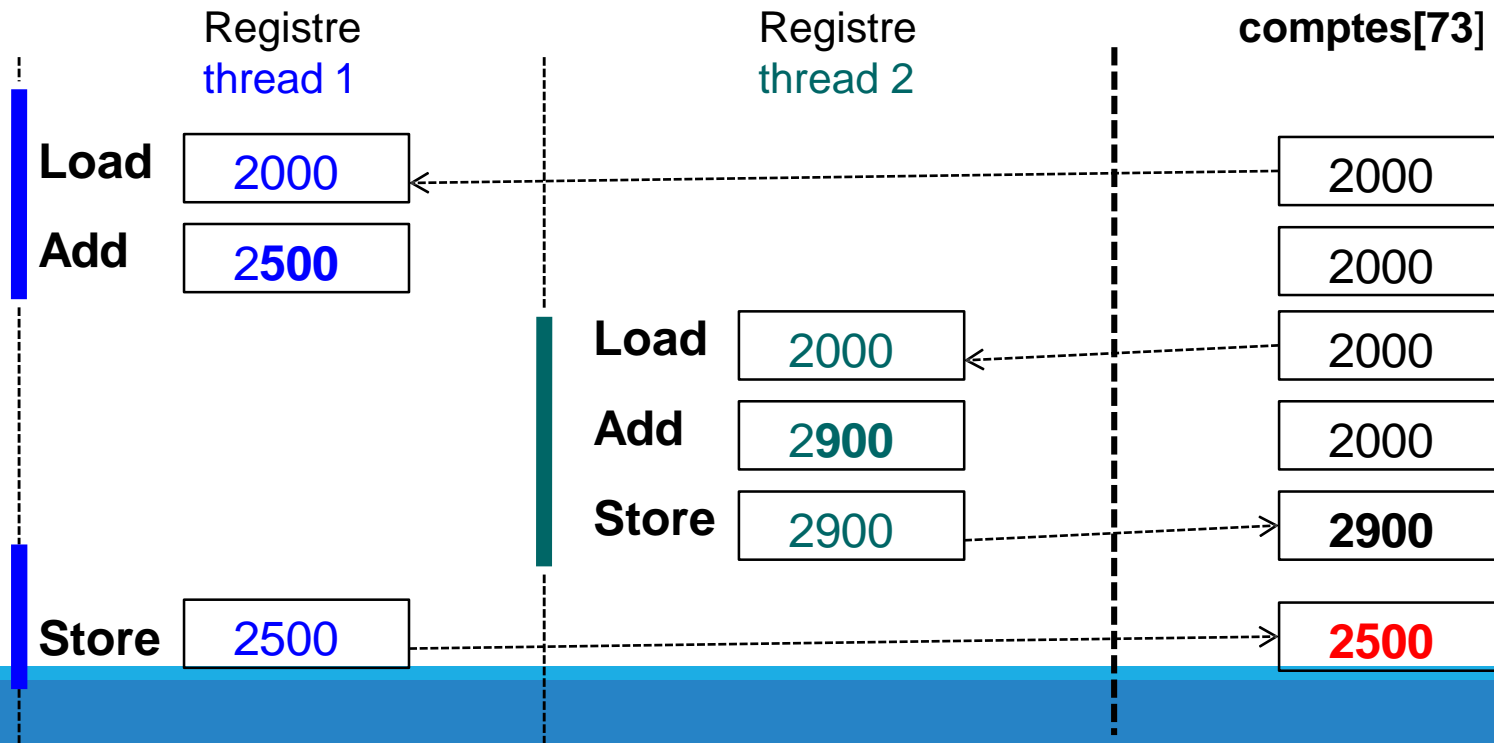 Registre Registre comptes[73]
thread 1 thread 2
Load 2000 2000
Add 2500 2000
Load 2000 2000
Add 2900 2000
Store 2900 2900
Store 2500 2500